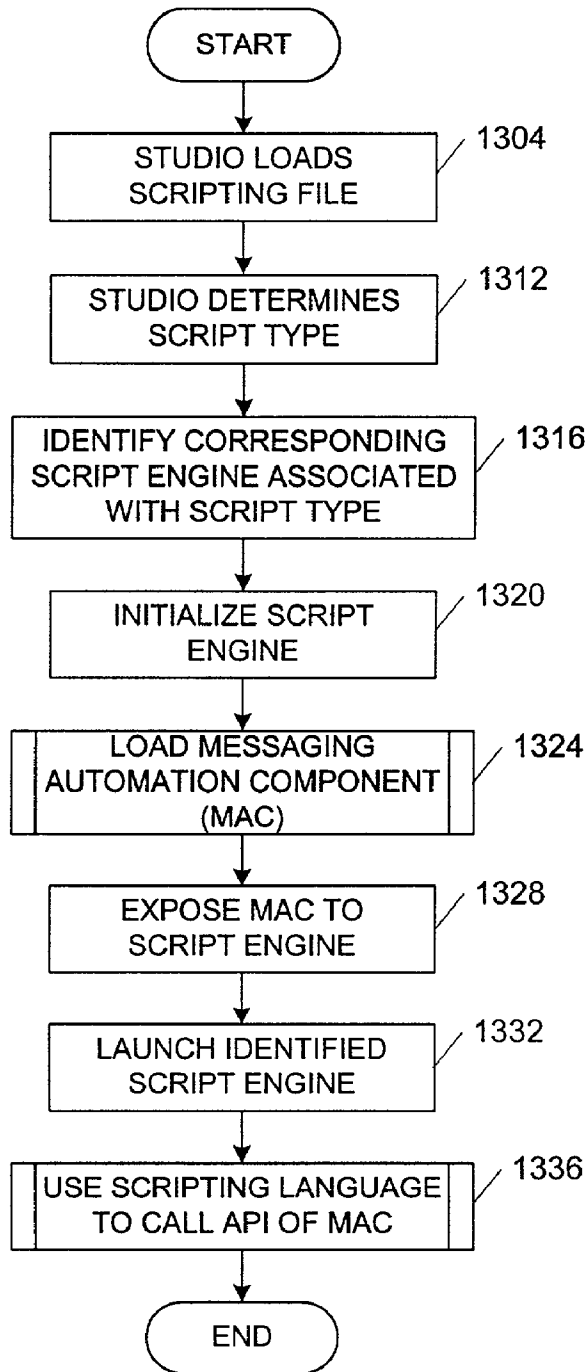 START
STUDIO LOADS
SCRIPTING FILE
1304
STUDIO DETERMINES
SCRIPT TYPE
1312
IDENTIFY CORRESPONDING
SCRIPT ENGINE ASSOCIATED
WITH SCRIPT TYPE
1316
INITIALIZE SCRIPT
ENGINE
1320
LOAD MESSAGING
AUTOMATION COMPONENT
(MAC)
1324
EXPOSE MAC TO
SCRIPT ENGINE
1328
LAUNCH IDENTIFIED
SCRIPT ENGINE
1332
USE SCRIPTING LANGUAGE
TO CALL API OF MAC
1336
END